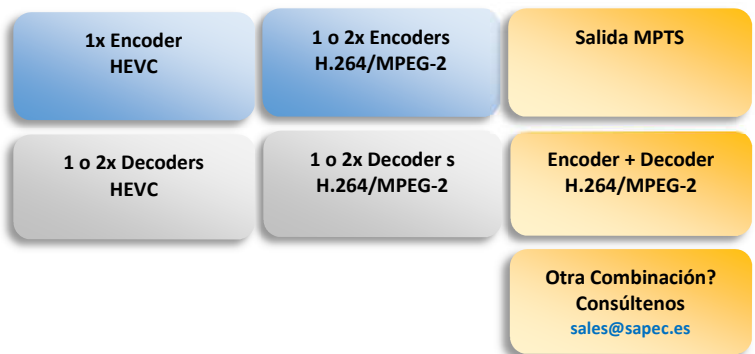 1x Encoder
HEVC
1 o 2x Encoders
H.264/MPEG-2
Salida MPTS
1 o 2x Decoders
HEVC
1 o 2x Decoder s
H.264/MPEG-2
Encoder + Decoder
H.264/MPEG-2
Otra Combinación?
Consúltenos
sales@sapec.es